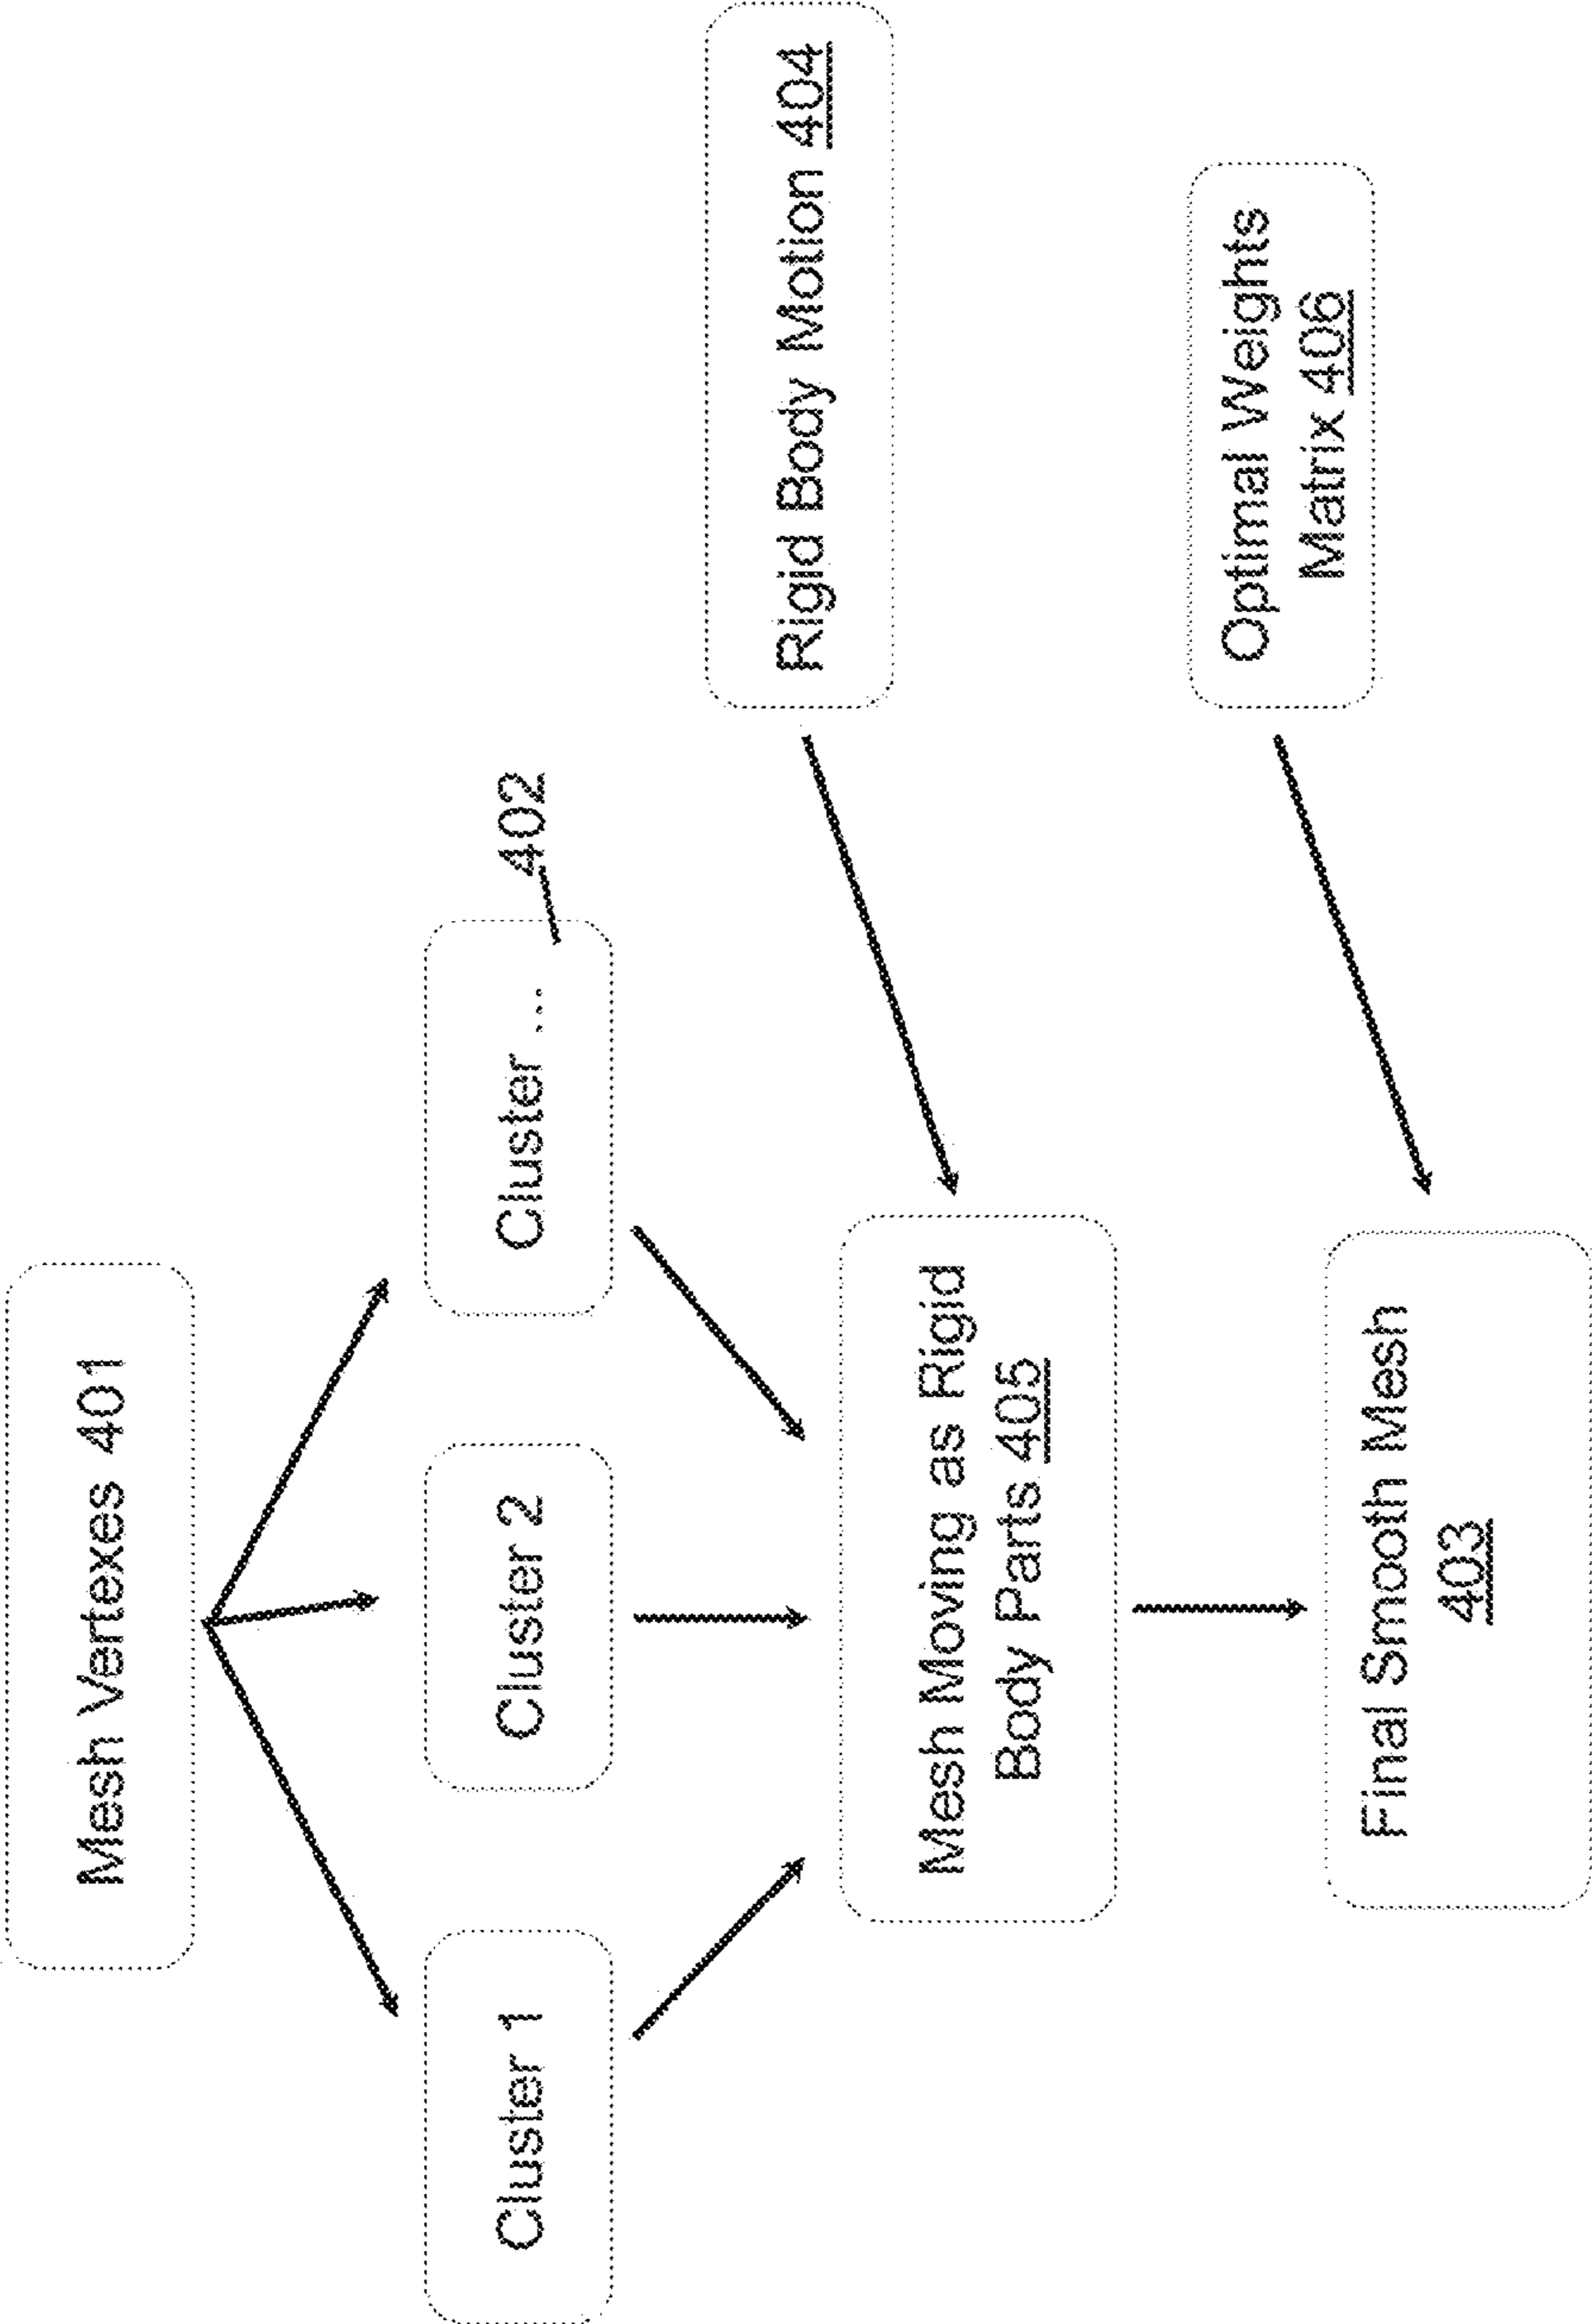 Mesh Vertexes 401
Cluster 1
Cluster 2
Cluster ...
402
Rigid Body Motion 404
Mesh Moving as Rigid
Body Parts 405
Optimal Weights
Matrix 406
Final Smooth Mesh
403